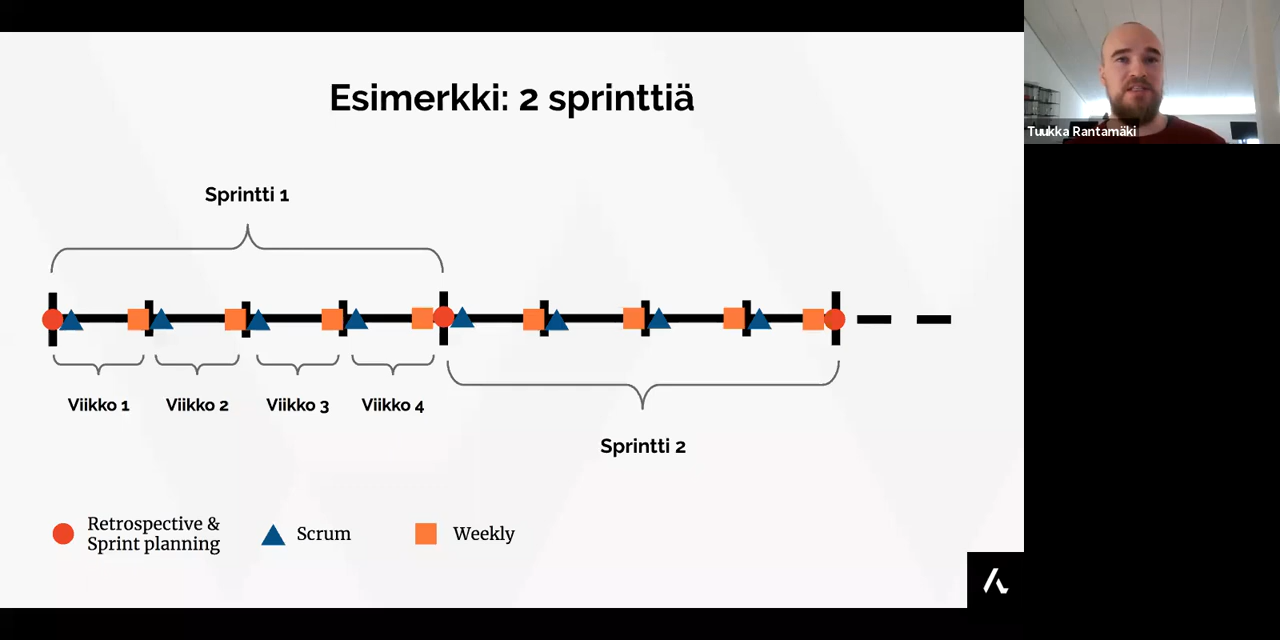 Esimerkki: 2 sprinttiä
Tuukka Rantamäki
Sprintti 1
Viikko 1
Viikko 2
Viikko 3
Viikko 4
Sprintti 2
Retrospective &
Sprint planning
Scrum
Weekly